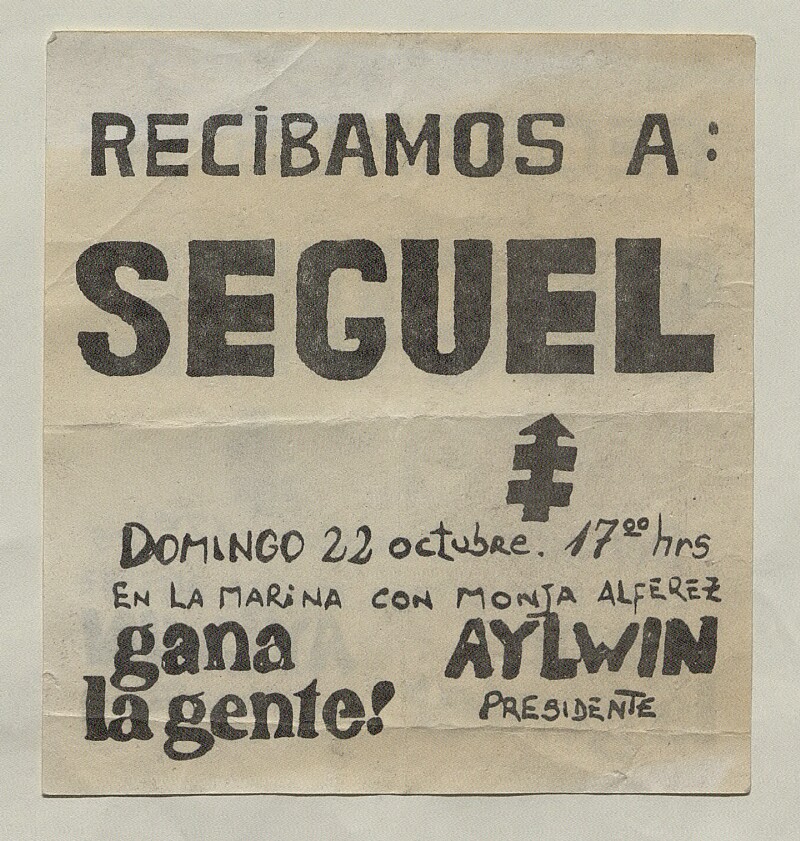 RECIBAMOS A:
SEGUEL
DOMINGO 22 octubre. 17⁰⁰ hrs
EN LA MARINA CON MONJA ALFEREZ
gana
la gente!
AYLWIN
PRESIDENTE